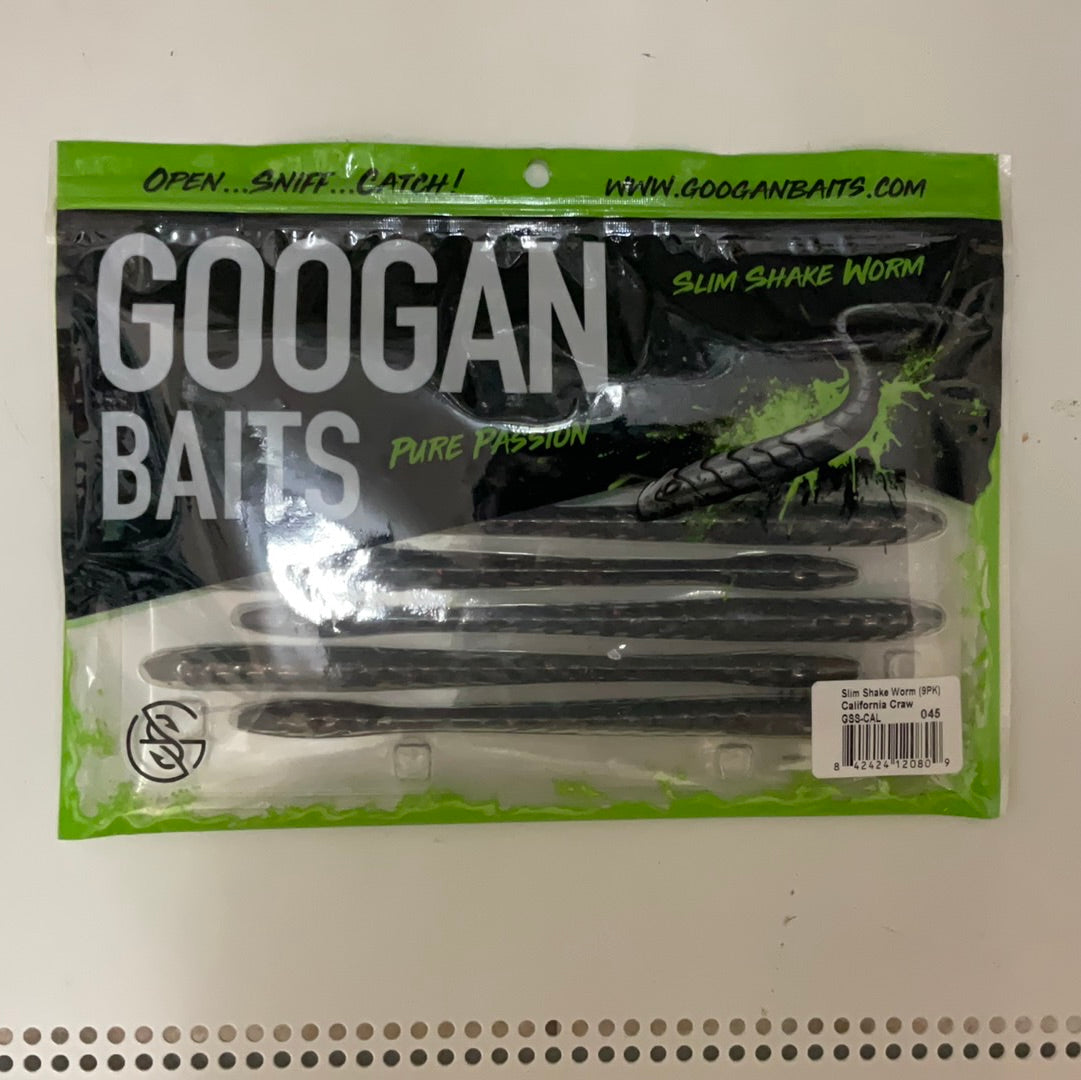 OPEN...SNIFF...CATCH!
WWW.GOOGANBAITS.COM
GOOGAN
BAITS
PURE PASSION
SLIM SHAKE WORM
Slim Shake Worm (9PK)
California Craw
GSS-CAL 045
8 42424 12080 9